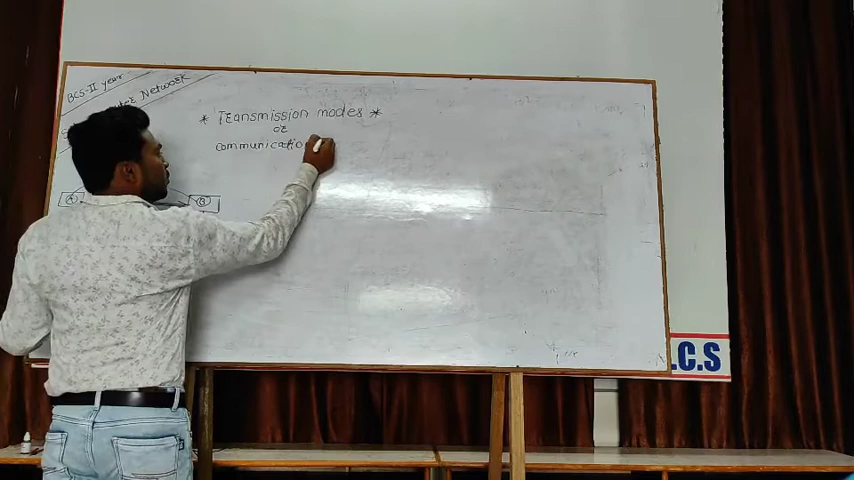 BCS-II year
Network
* Transmission modes *
or
communicatio
A
B
.C.S.